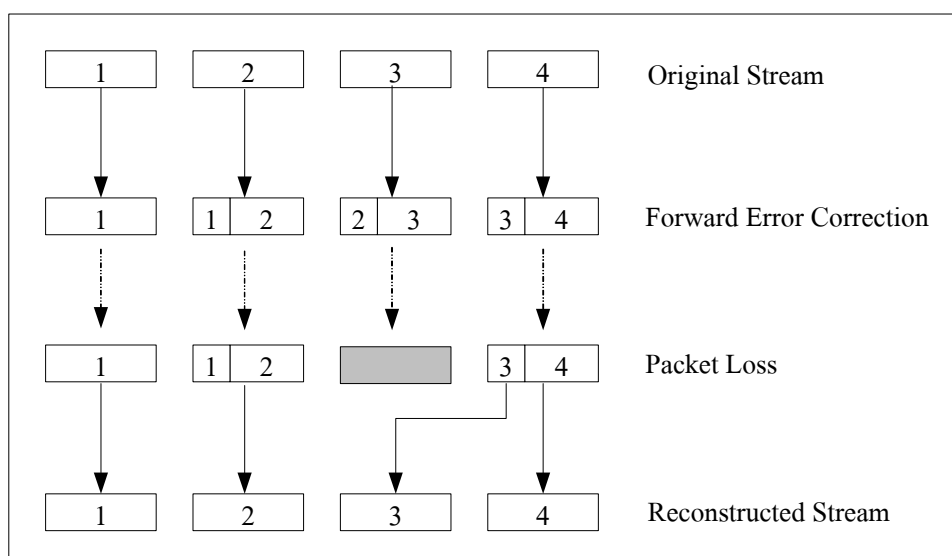 1 2 3 4 Original Stream
1 1 2 2 3 3 4 Forward Error Correction
1 1 2 3 4 Packet Loss
1 2 3 4 Reconstructed Stream